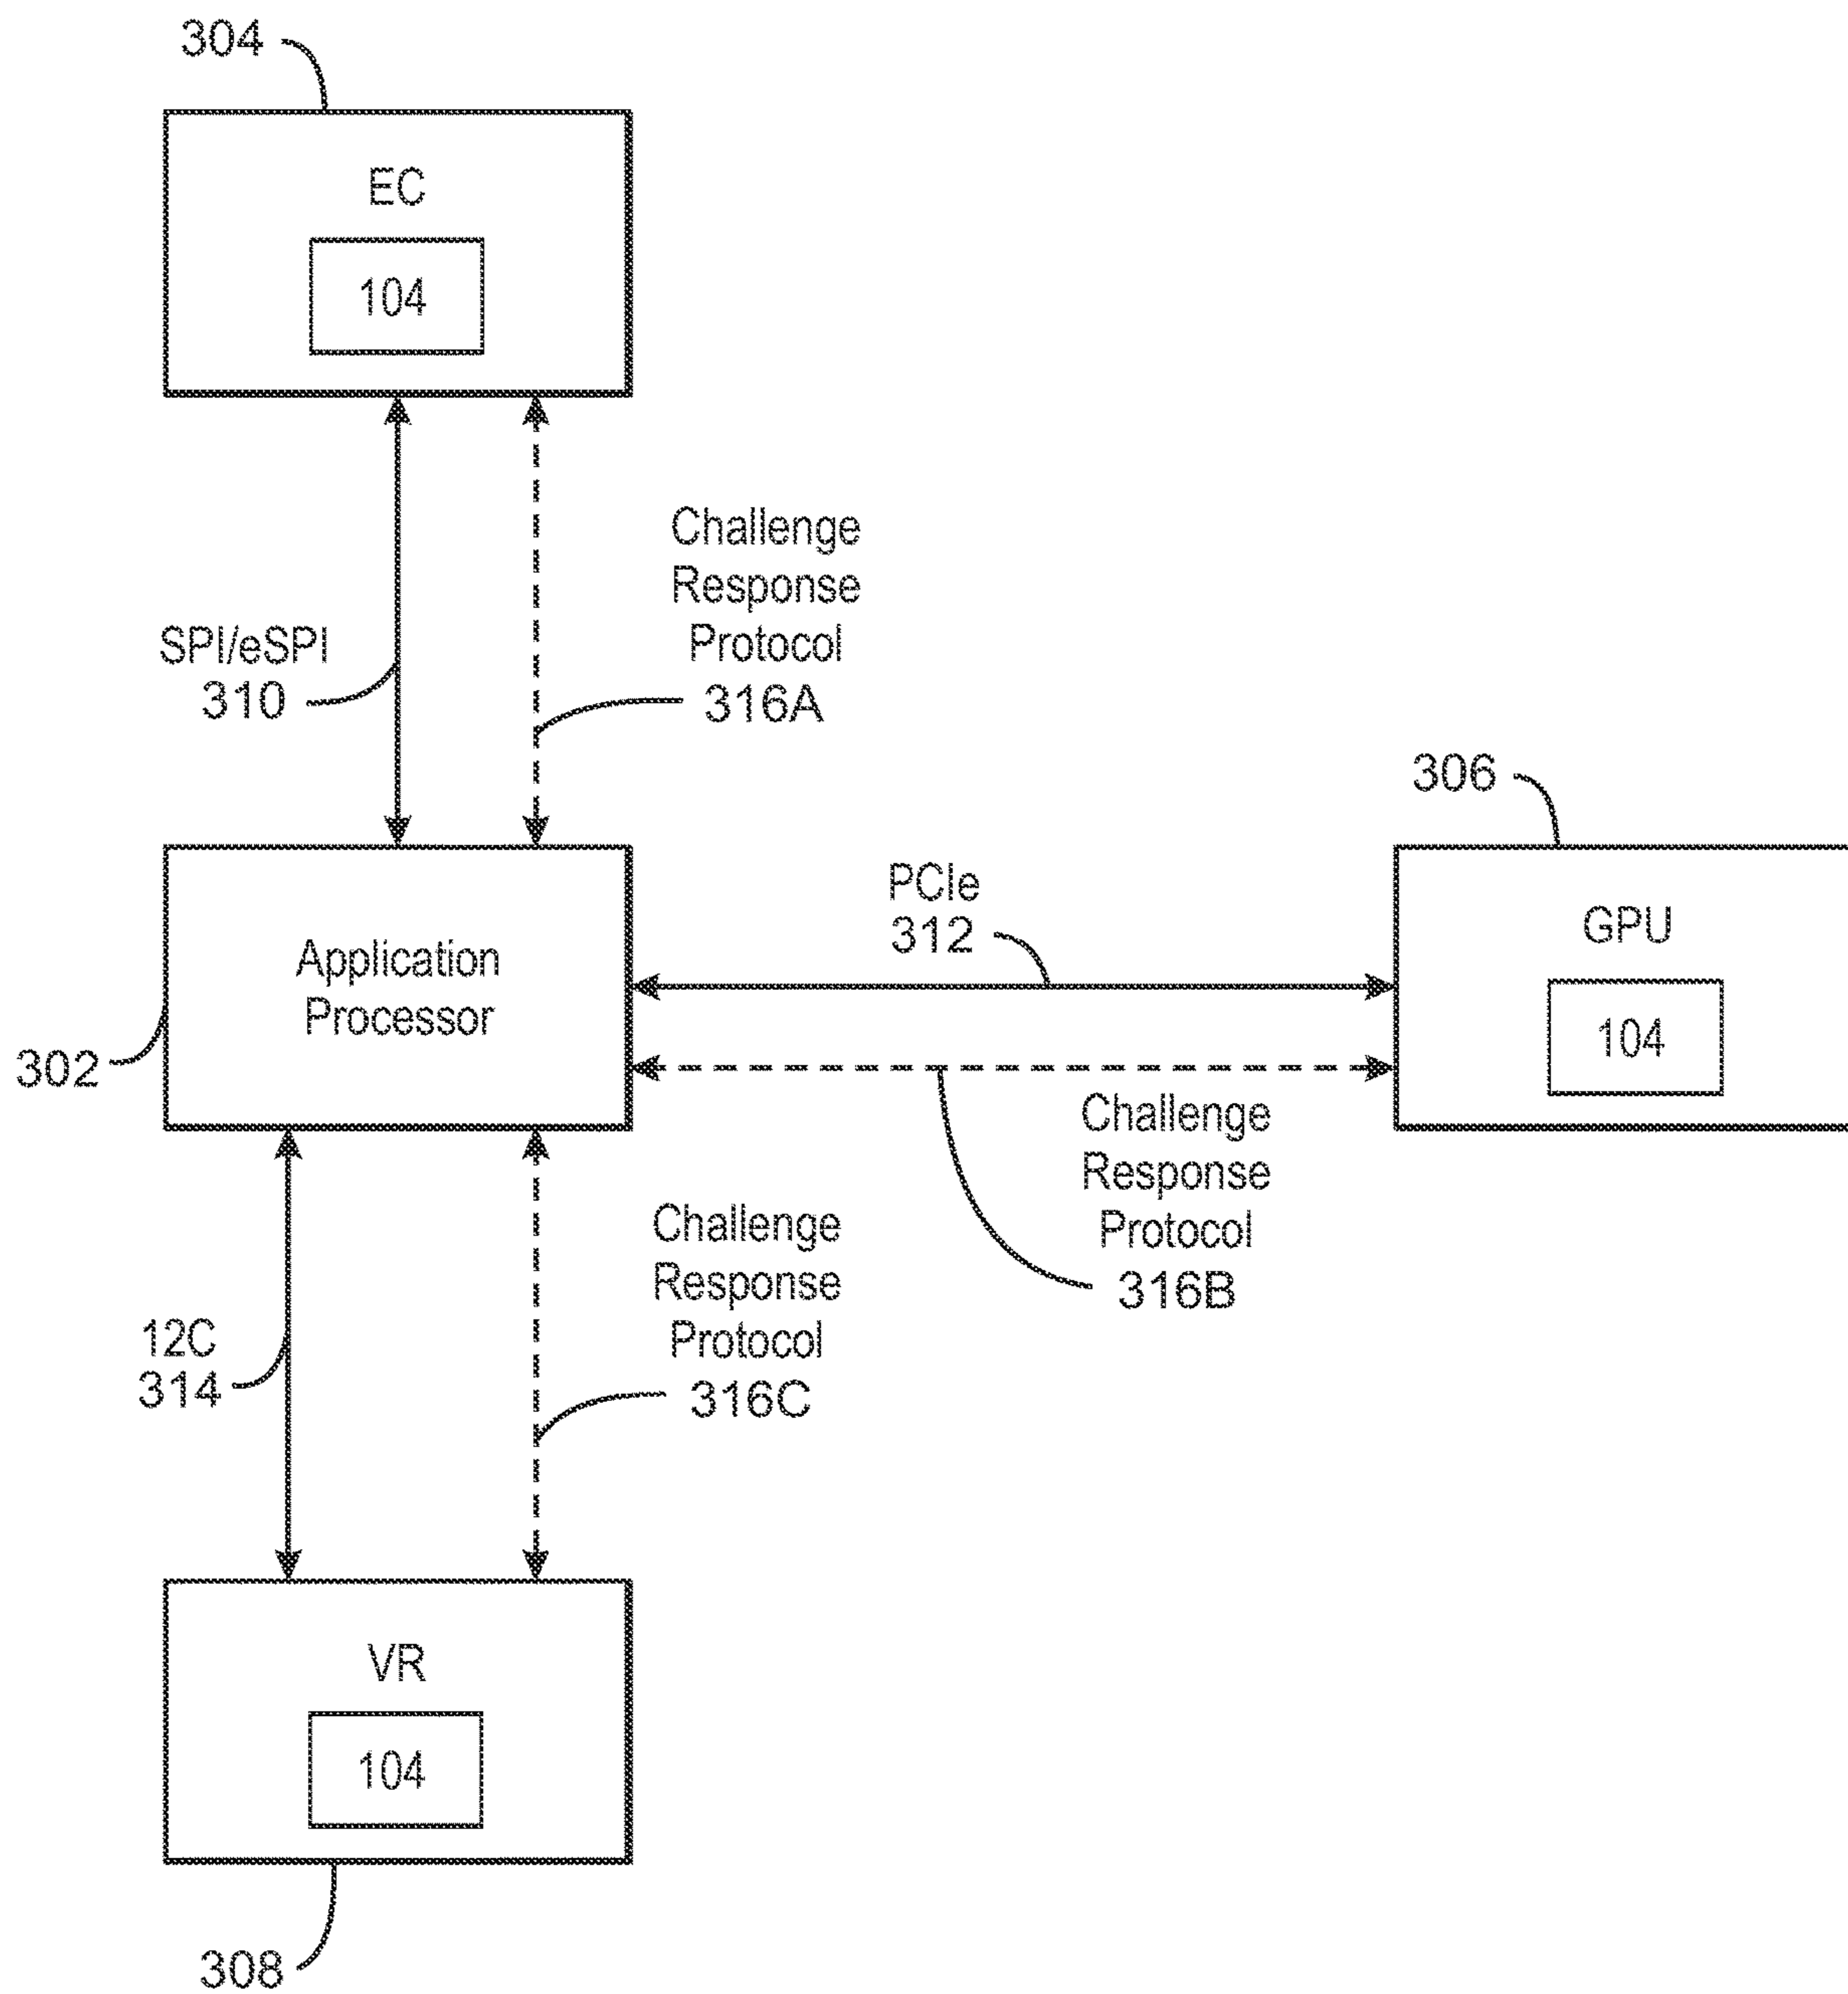 304
EC
104
Challenge
Response
Protocol
316A
SPI/eSPI
310
306
PCIe
312
GPU
104
Application
Processor
302
Challenge
Response
Protocol
316B
Challenge
Response
Protocol
316C
12C
314
VR
104
308